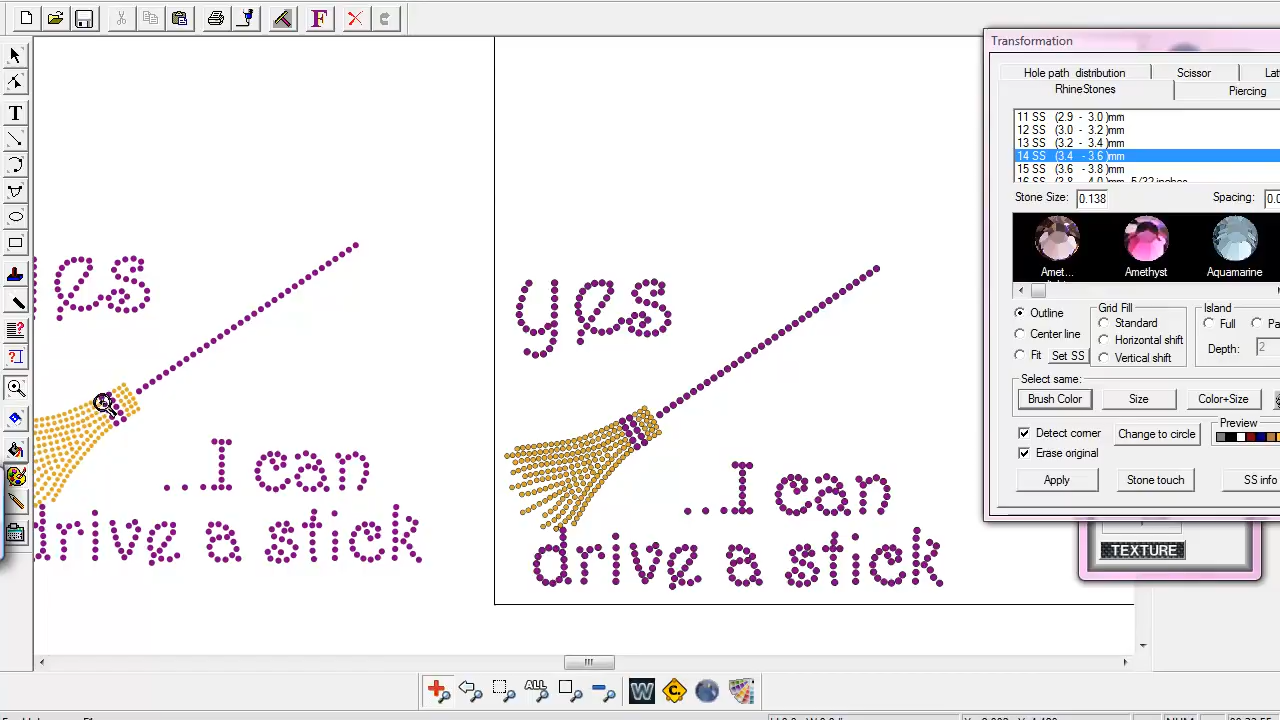 F
Transformation
Hole path distribution
Scissor
RhineStones
Piercing
11 SS (2.9 - 3.0 )mm
12 SS (3.0 - 3.2 )mm
13 SS (3.2 - 3.4 )mm
14 SS (3.4 - 3.6 )mm
15 SS (3.6 - 3.8 )mm
Stone Size: 0.138
Spacing:
Amet...
Amethyst
Aquamarine
Outline
Center line
Fit
Set SS
Grid Fill
Standard
Horizontal shift
Vertical shift
Island
Full
Depth: 2
Select same:
Brush Color
Size
Color+Size
Detect corner
Change to circle
Erase original
Preview
Apply
Stone touch
SS info
TEXTURE
yes
...I can
drive a stick
yes
...I can
drive a stick
T
ALL
W
C.